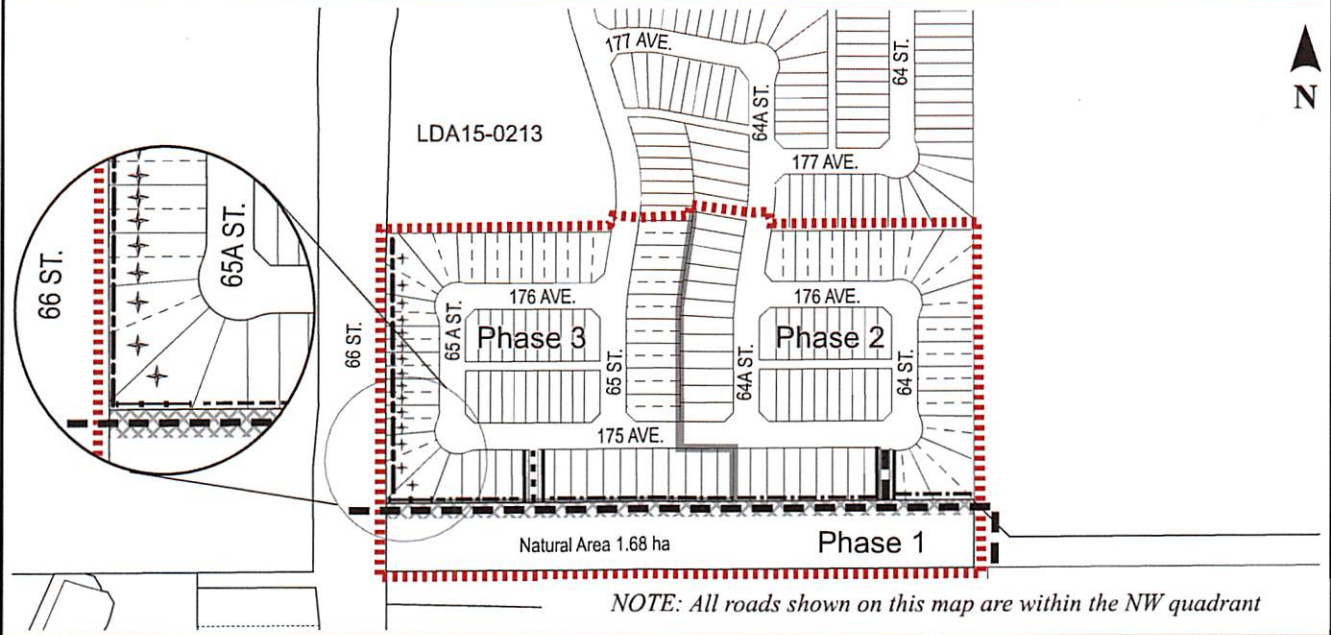 177 AVE.
64A ST.
64 ST.
N
LDA15-0213
177 AVE.
66 ST.
65A ST.
66 ST.
65 A ST.
176 AVE.
Phase 3
65 ST.
64A ST.
176 AVE.
Phase 2
64 ST.
175 AVE.
Natural Area 1.68 ha
Phase 1
NOTE: All roads shown on this map are within the NW quadrant